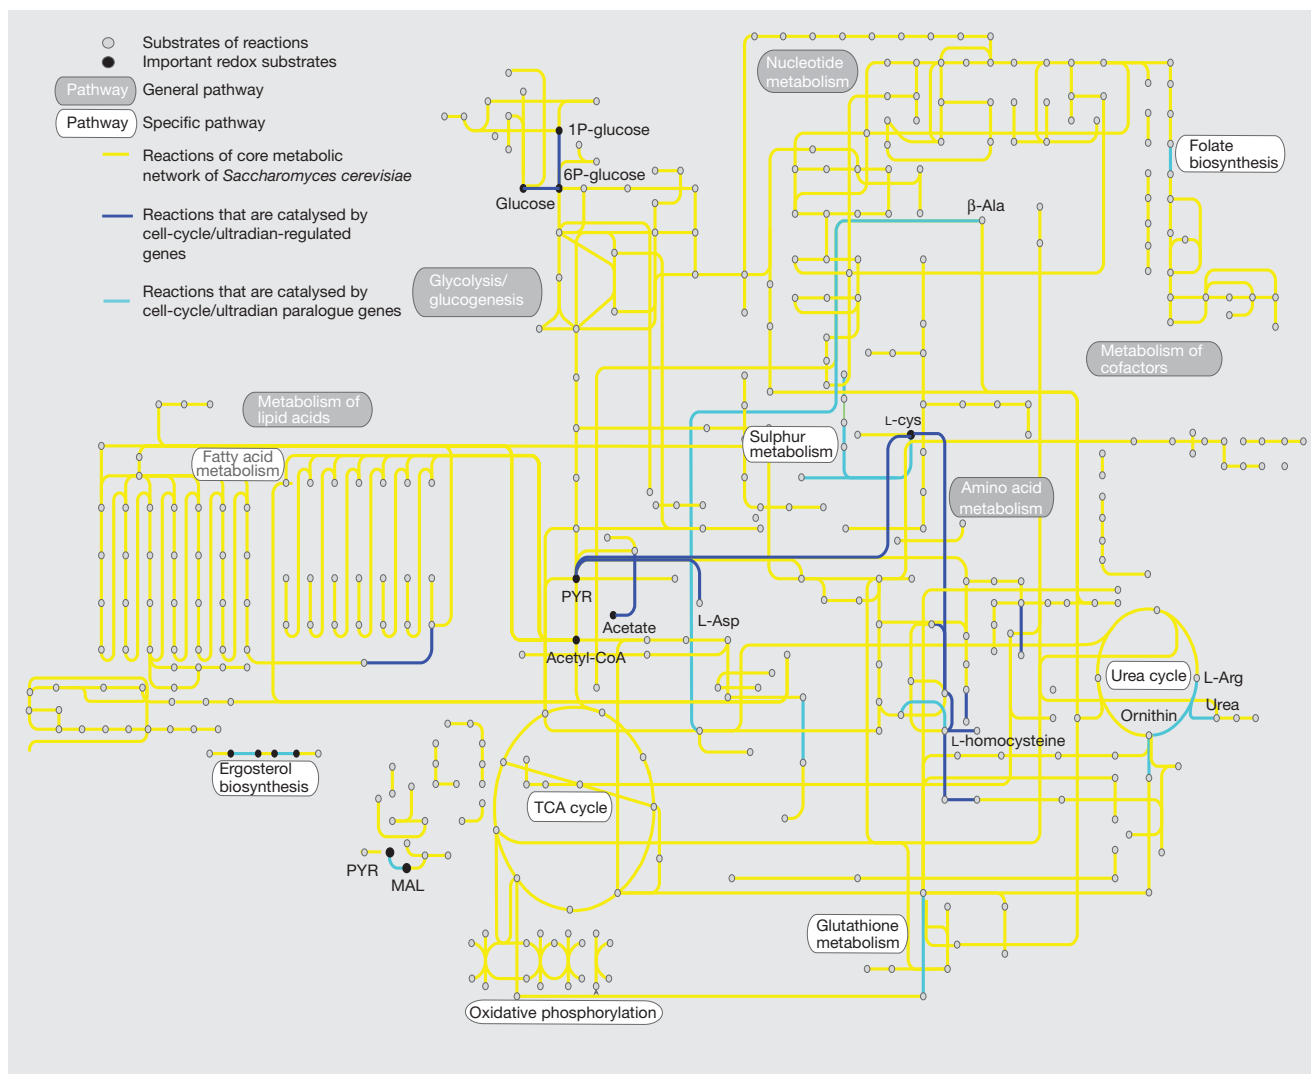 Substrates of reactions
Important redox substrates
Pathway General pathway
Pathway Specific pathway
Reactions of core metabolic
network of Saccharomyces cerevisiae
Reactions that are catalysed by
cell-cycle/ultradian-regulated
genes
Reactions that are catalysed by
cell-cycle/ultradian paralogue genes
Nucleotide
metabolism
1P-glucose
6P-glucose
Glucose
Folate
biosynthesis
β-Ala
Glycolysis/
glucogenesis
Metabolism of
cofactors
Metabolism of
lipid acids
Fatty acid
metabolism
Sulphur
metabolism
L-cys
Amino acid
metabolism
PYR
Acetate
L-Asp
Acetyl-CoA
Urea cycle
L-Arg
Urea
Ornithin
L-homocysteine
Ergosterol
biosynthesis
TCA cycle
PYR
MAL
Glutathione
metabolism
Oxidative phosphorylation